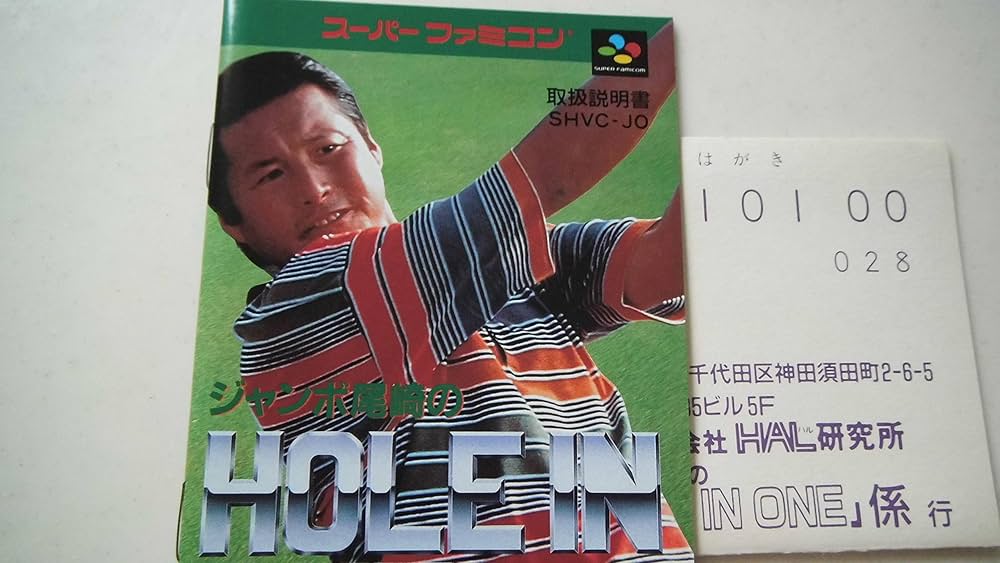 スーパーファミコン®
SUPER FAMICOM
取扱説明書
SHVC-JO
ジャンボ尾崎の
HOLE IN
はがき
101 00
028
千代田区神田須田町2-6-5
85ビル5F
会社 HAL研究所
ハル
の
IN ONE」係 行